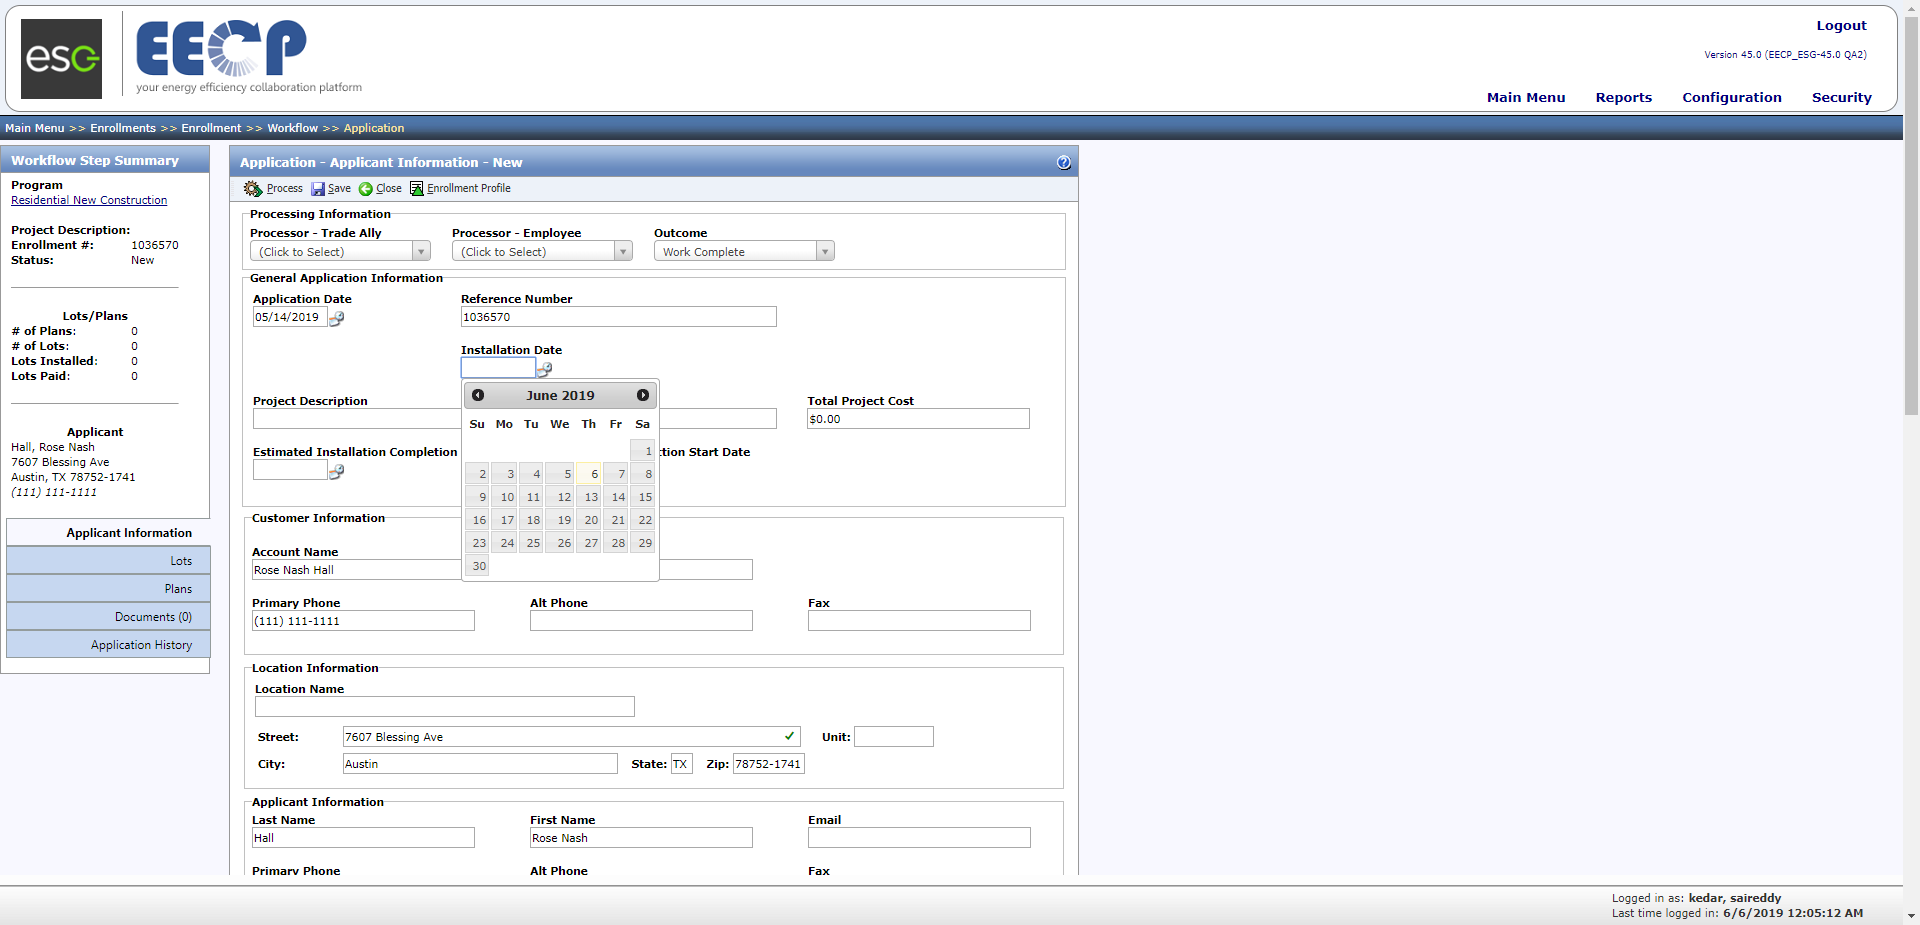 esg
EECP
your energy efficiency collaboration platform
Logout
Version 45.0 (EECP_ESG-45.0 QA2)
Main Menu Reports Configuration Security
Main Menu >> Enrollments >> Enrollment >> Workflow >> Application
Workflow Step Summary
Program
Residential New Construction
Project Description:
Enrollment #: 1036570
Status: New
Lots/Plans
# of Plans: 0
# of Lots: 0
Lots Installed: 0
Lots Paid: 0
Applicant
Hall, Rose Nash
7607 Blessing Ave
Austin, TX 78752-1741
(111) 111-1111
Applicant Information
Lots
Plans
Documents (0)
Application History
Application - Applicant Information - New
Process Save Close Enrollment Profile
Processing Information
Processor - Trade Ally Processor - Employee Outcome
(Click to Select) (Click to Select) Work Complete
General Application Information
Application Date Reference Number
05/14/2019 1036570
Installation Date
June 2019
Su Mo Tu We Th Fr Sa
1
2 3 4 5 6 7 8
9 10 11 12 13 14 15
16 17 18 19 20 21 22
23 24 25 26 27 28 29
30
Project Description Total Project Cost
$0.00
Estimated Installation Completion tion Start Date
Customer Information
Account Name
Rose Nash Hall
Primary Phone Alt Phone Fax
(111) 111-1111
Location Information
Location Name
Street: 7607 Blessing Ave Unit:
City: Austin State: TX Zip: 78752-1741
Applicant Information
Last Name First Name Email
Hall Rose Nash
Primary Phone Alt Phone Fax
Logged in as: kedar, saireddy
Last time logged in: 6/6/2019 12:05:12 AM